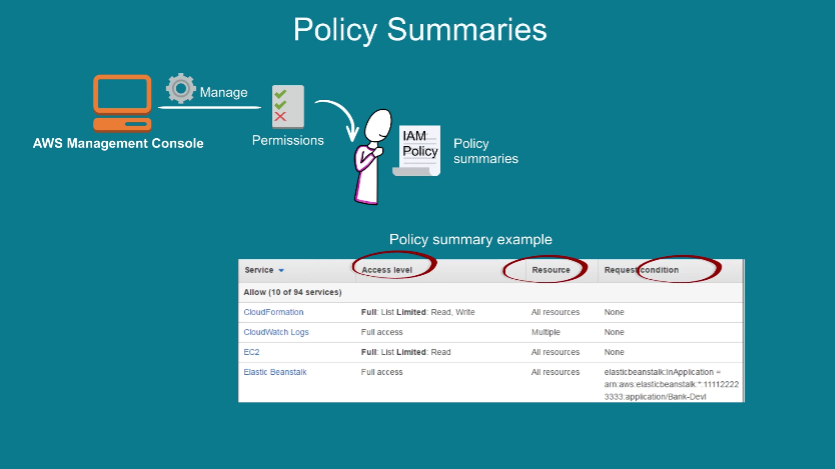 Policy Summaries
Manage
AWS Management Console
Permissions
IAM
Policy
Policy
summaries
Policy summary example
Service Access level Resource Request condition
Allow (10 of 94 services)
CloudFormation Full: List Limited: Read, Write All resources None
CloudWatch Logs Full access Multiple None
EC2 Full: List Limited: Read All resources None
Elastic Beanstalk Full access All resources elasticbeanstalk:InApplication =
arn:aws:elasticbeanstalk:*:11112222
3333:application/Bank-Devl